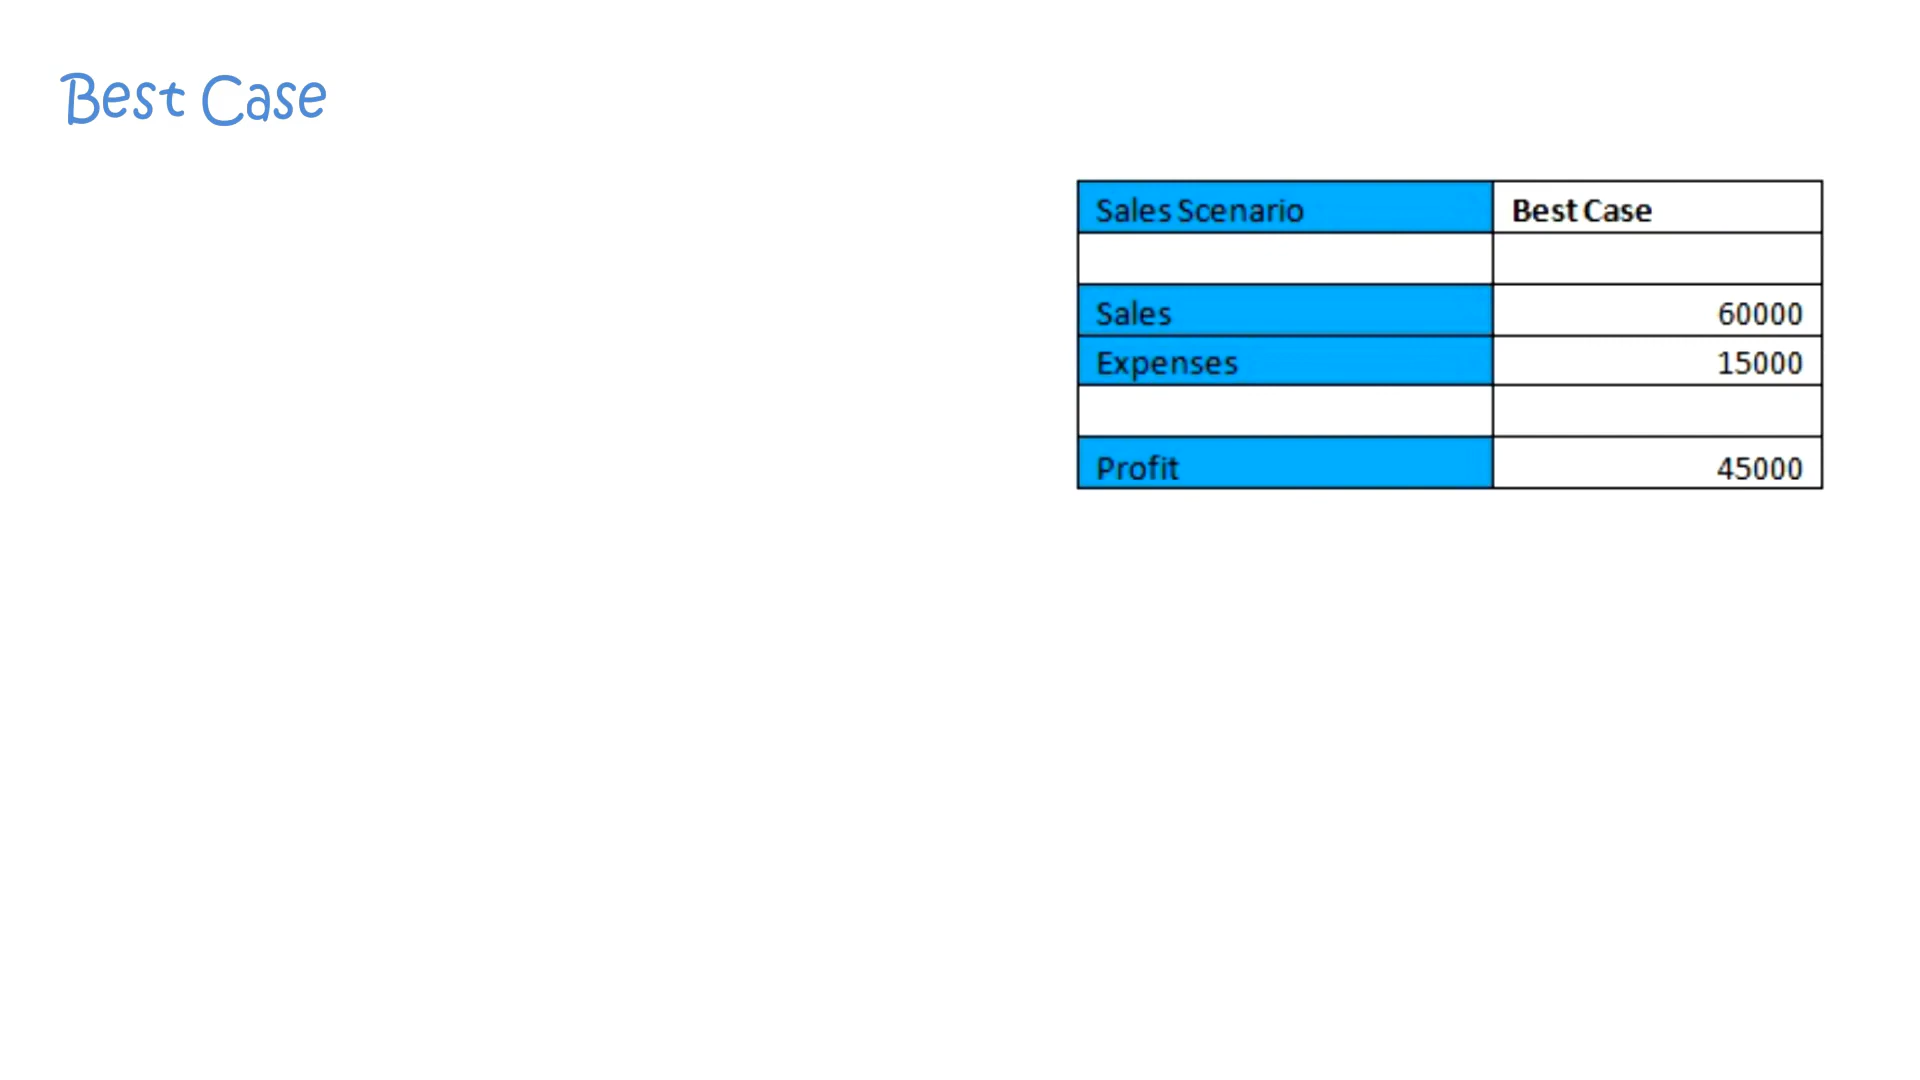 Best Case
Sales Scenario Best Case
Sales 60000
Expenses 15000
Profit 45000